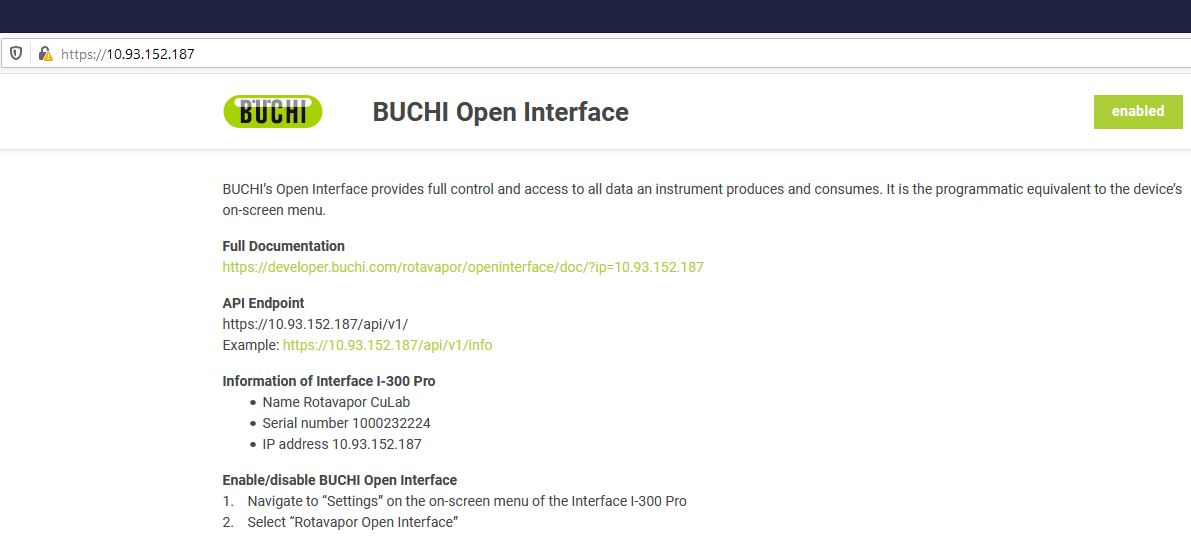 https://10.93.152.187
BUCHI
BUCHI Open Interface
enabled
BUCHI’s Open Interface provides full control and access to all data an instrument produces and consumes. It is the programmatic equivalent to the device’s
on-screen menu.
Full Documentation
https://developer.buchi.com/rotavapor/openinterface/doc/?ip=10.93.152.187
API Endpoint
https://10.93.152.187/api/v1/
Example: https://10.93.152.187/api/v1/info
Information of Interface I-300 Pro
• Name Rotavapor CuLab
• Serial number 1000232224
• IP address 10.93.152.187
Enable/disable BUCHI Open Interface
1. Navigate to “Settings” on the on-screen menu of the Interface I-300 Pro
2. Select “Rotavapor Open Interface”